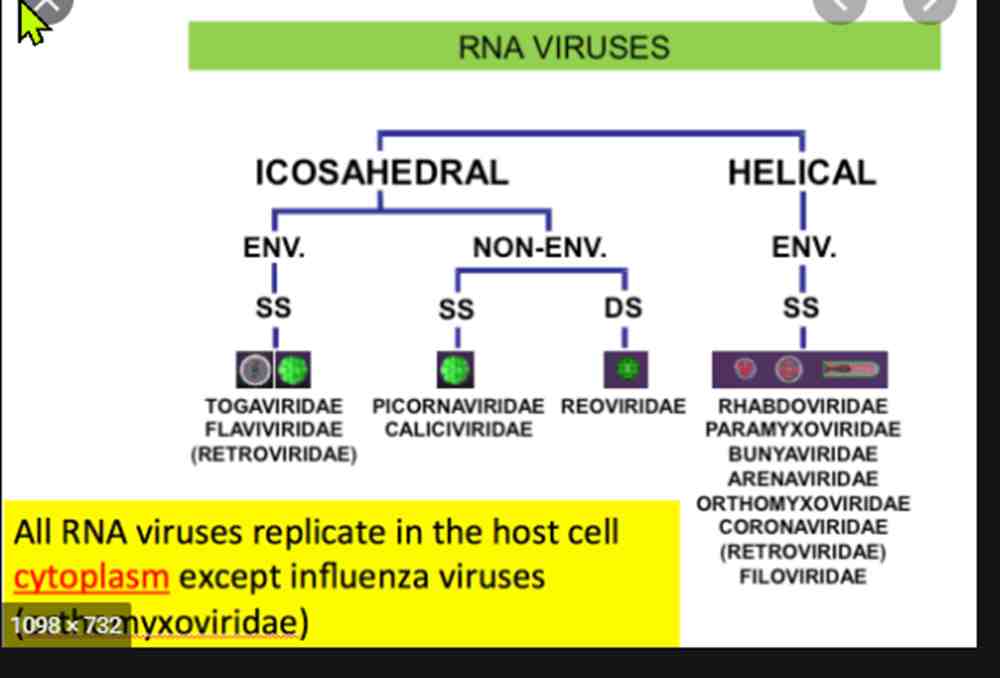 RNA VIRUSES
ICOSAHEDRAL
HELICAL
ENV.
NON-ENV.
ENV.
SS
SS
DS
SS
TOGAVIRIDAE
FLAVIVIRIDAE
(RETROVIRIDAE)
PICORNAVIRIDAE
CALICIVIRIDAE
REOVIRIDAE
RHABDOVIRIDAE
PARAMYXOVIRIDAE
BUNYAVIRIDAE
ARENAVIRIDAE
ORTHOMYXOVIRIDAE
CORONAVIRIDAE
(RETROVIRIDAE)
FILOVIRIDAE
All RNA viruses replicate in the host cell
cytoplasm except influenza viruses
(orthomyxoviridae)
1098 × 732